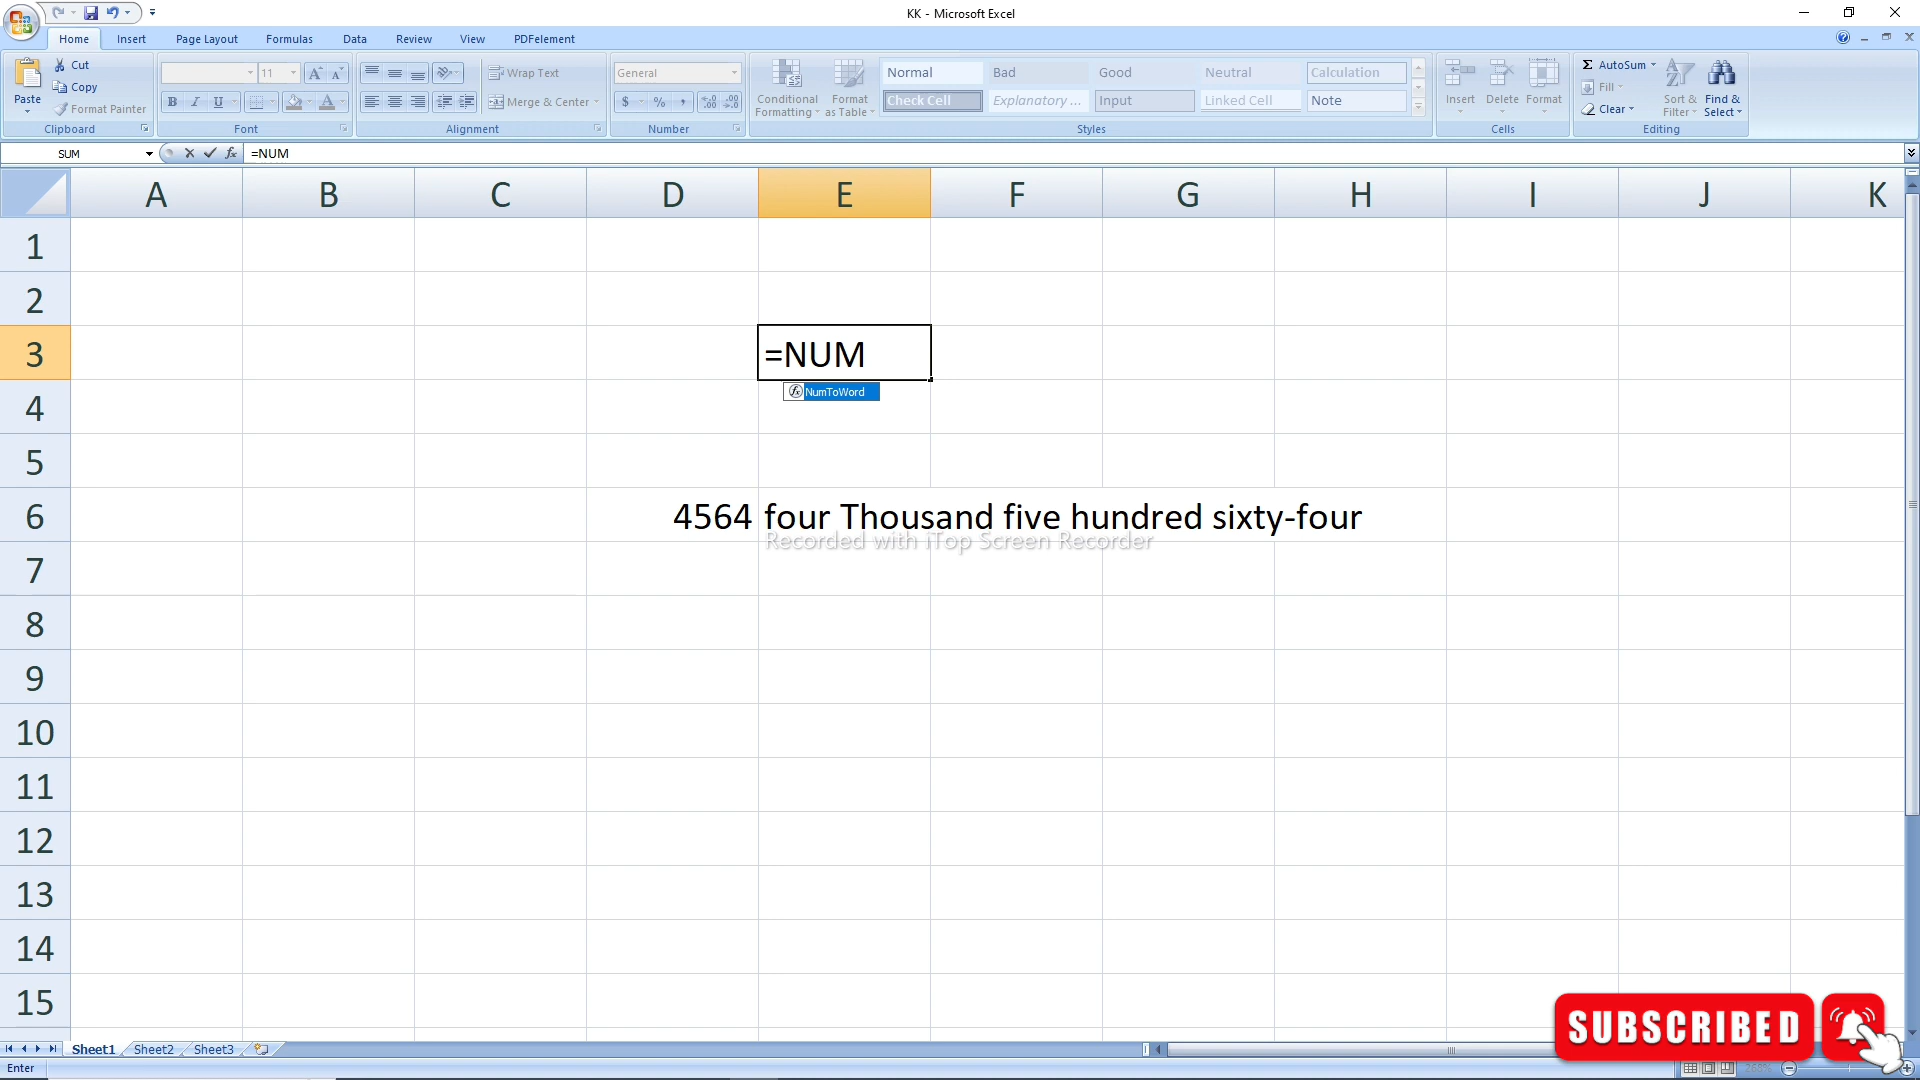 KK - Microsoft Excel
Home Insert Page Layout Formulas Data Review View PDFelement
Paste
Cut
Copy
Format Painter
Clipboard
11
B I U
Font
Wrap Text
Merge & Center
Alignment
General
$ % ,
Number
Conditional Formatting
Format as Table
Normal Bad Good Neutral Calculation
Check Cell Explanatory ... Input Linked Cell Note
Styles
Insert Delete Format
Cells
Σ AutoSum
Fill
Clear
Sort & Filter
Find & Select
Editing
SUM fx =NUM
A B C D E F G H I J K
1
2
3 =NUM
NumToWord
4
5
6 4564 four Thousand five hundred sixty-four
Recorded with iTop Screen Recorder
7
8
9
10
11
12
13
14
15
SUBSCRIBED
Sheet1 Sheet2 Sheet3
Enter